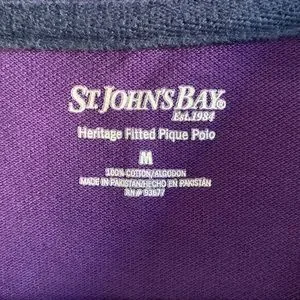 ST. JOHN'S BAY®
Est. 1984
Heritage Fitted Pique Polo
M
100% COTTON/ALGODON
MADE IN PAKISTAN/HECHO EN PAKISTÁN
RN# 93677